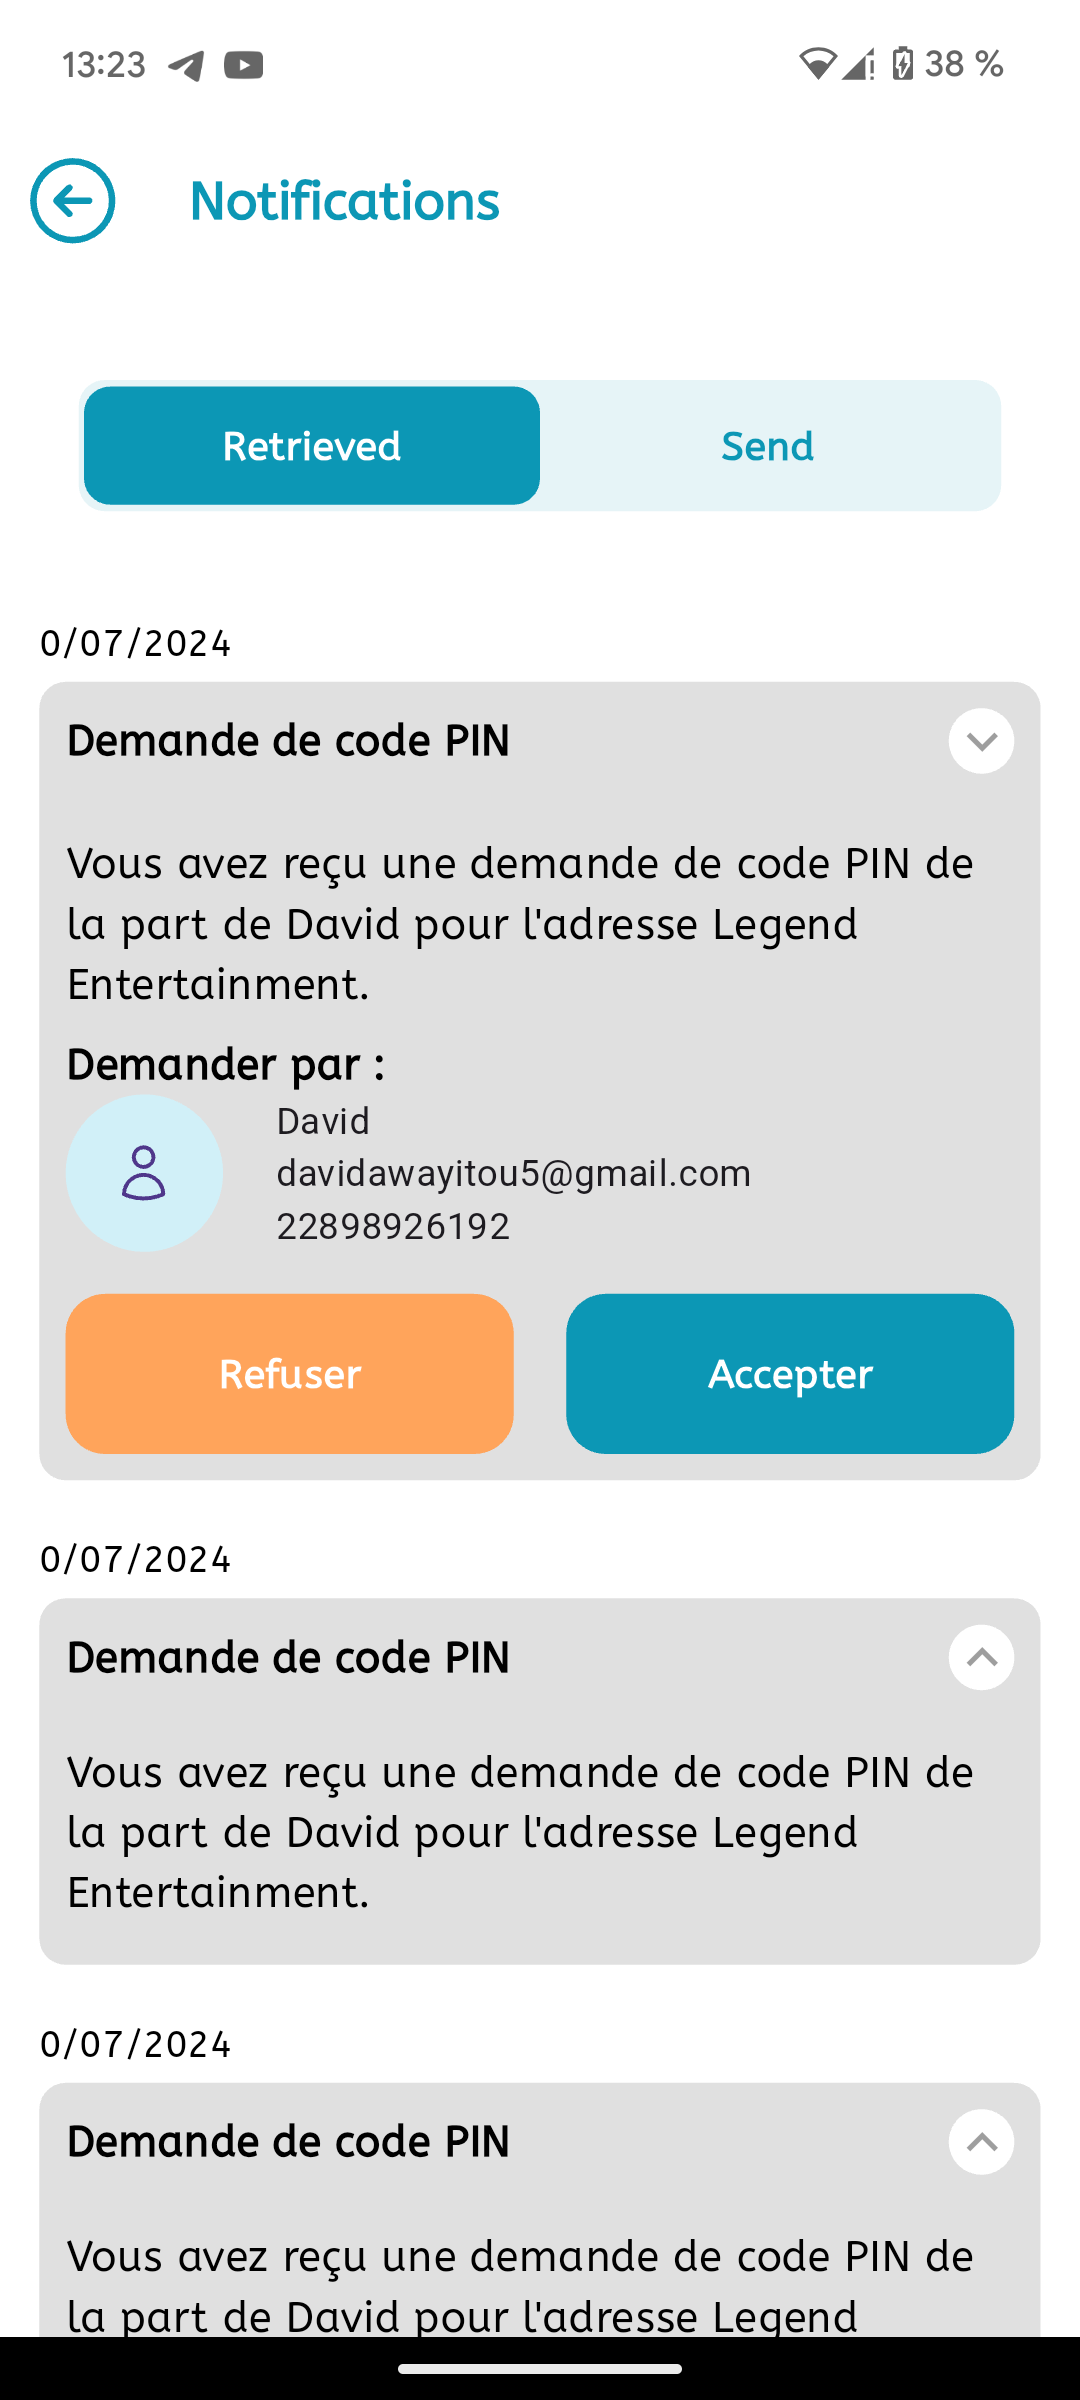 13:23
38 %
Notifications
Retrieved
Send
0/07/2024
Demande de code PIN
Vous avez reçu une demande de code PIN de
la part de David pour l'adresse Legend
Entertainment.
Demander par :
David
davidawayitou5@gmail.com
22898926192
Refuser
Accepter
0/07/2024
Demande de code PIN
Vous avez reçu une demande de code PIN de
la part de David pour l'adresse Legend
Entertainment.
0/07/2024
Demande de code PIN
Vous avez reçu une demande de code PIN de
la part de David pour l'adresse Legend